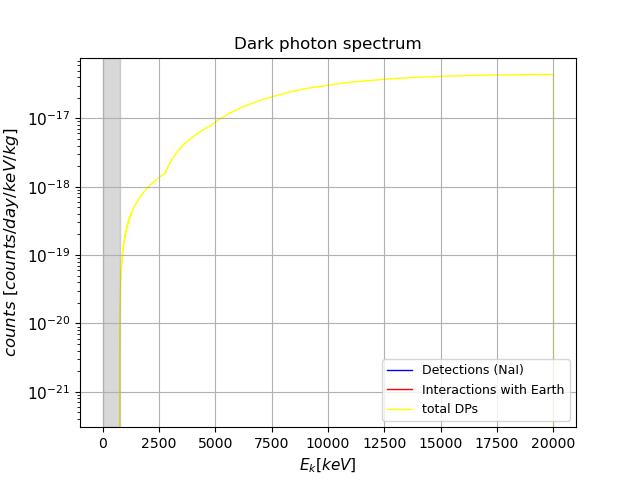 Dark photon spectrum
counts [counts/day/keV/kg]
10^{-17}
10^{-18}
10^{-19}
10^{-20}
10^{-21}
Detections (NaI)
Interactions with Earth
total DPs
0 2500 5000 7500 10000 12500 15000 17500 20000
E_k[keV]